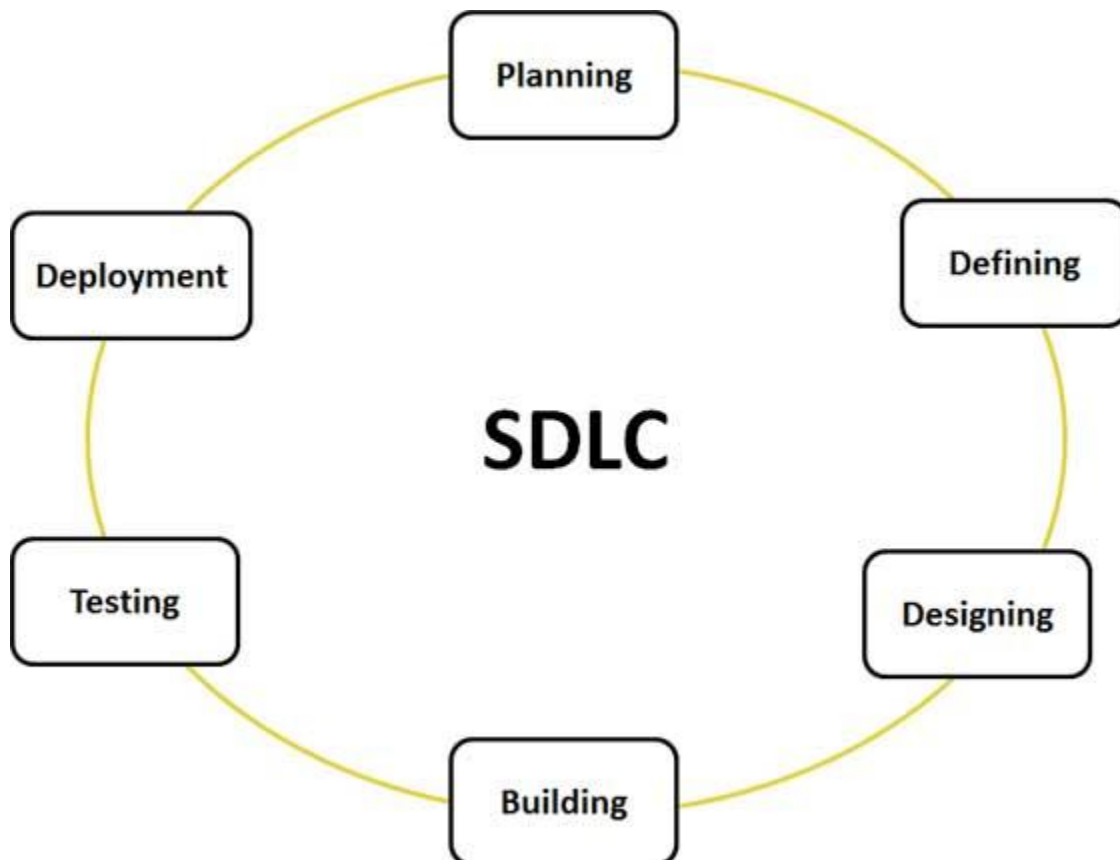 Planning
Defining
Designing
Building
Testing
Deployment
SDLC